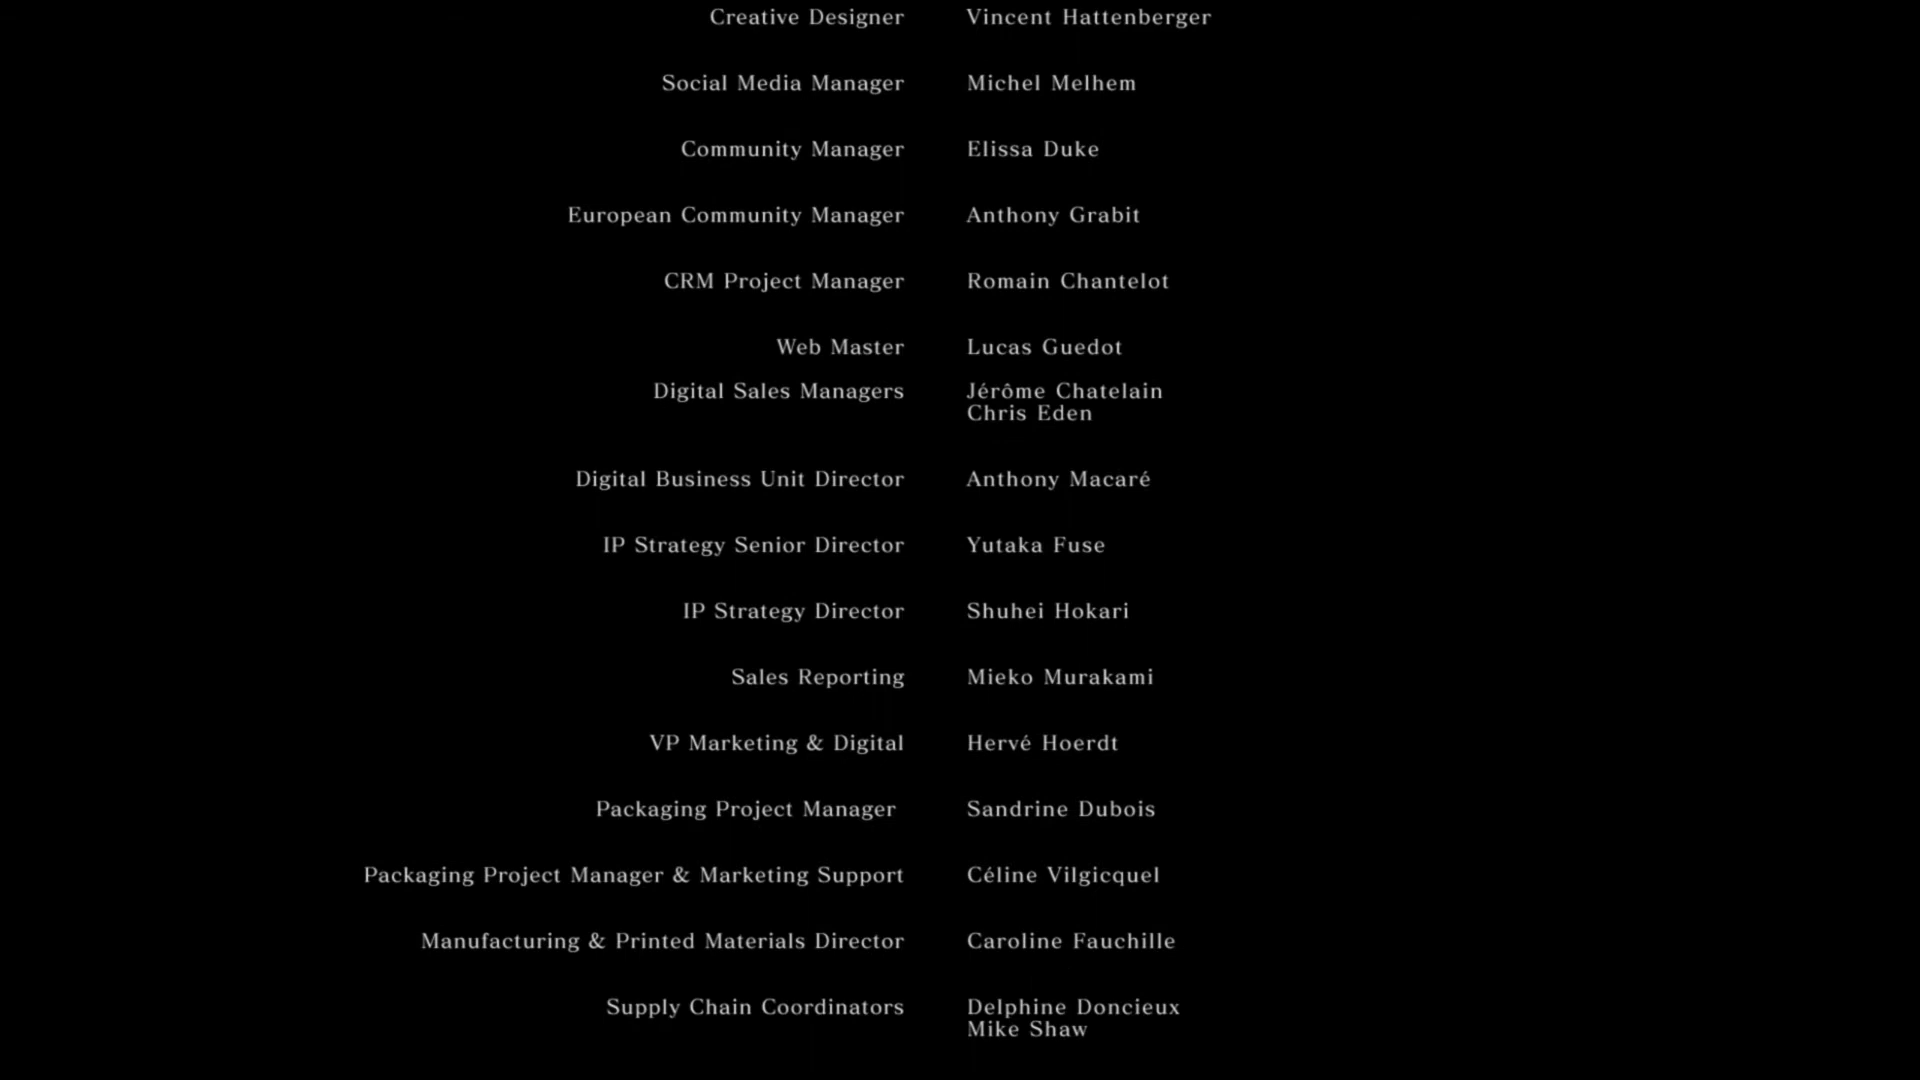 Creative Designer Vincent Hattenberger
Social Media Manager Michel Melhem
Community Manager Elissa Duke
European Community Manager Anthony Grabit
CRM Project Manager Romain Chantelot
Web Master Lucas Guedot
Digital Sales Managers Jérôme Chatelain
Chris Eden
Digital Business Unit Director Anthony Macaré
IP Strategy Senior Director Yutaka Fuse
IP Strategy Director Shuhei Hokari
Sales Reporting Mieko Murakami
VP Marketing & Digital Hervé Hoerdt
Packaging Project Manager Sandrine Dubois
Packaging Project Manager & Marketing Support Céline Vilgicquel
Manufacturing & Printed Materials Director Caroline Fauchille
Supply Chain Coordinators Delphine Doncieux
Mike Shaw